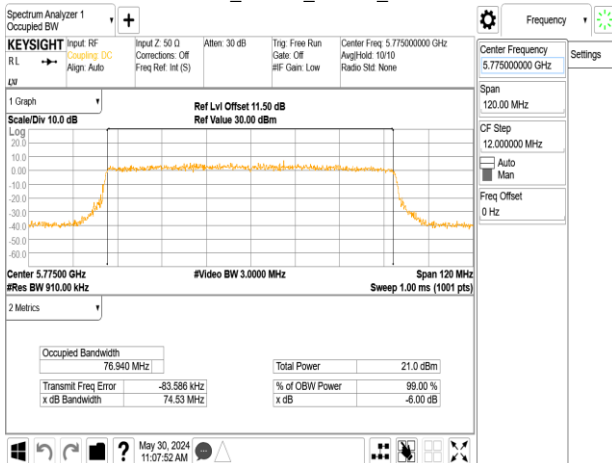 Spectrum Analyzer 1
Occupied BW
KEYSIGHT
RL
Input: RF
Coupling: DC
Align: Auto
Input Z: 50 Ω
Corrections: Off
Freq Ref: Int (S)
Atten: 30 dB
Trig: Free Run
Gate: Off
#IF Gain: Low
Center Freq: 5.775000000 GHz
Avg|Hold: 10/10
Radio Std: None
1 Graph
Scale/Div 10.0 dB
Ref Lvl Offset 11.50 dB
Ref Value 30.00 dBm
Log
20.0
10.0
0.00
-10.0
-20.0
-30.0
-40.0
-50.0
-60.0
Center 5.77500 GHz
#Video BW 3.0000 MHz
Span 120 MHz
#Res BW 910.00 kHz
Sweep 1.00 ms (1001 pts)
2 Metrics
Occupied Bandwidth
76.940 MHz
Total Power 21.0 dBm
Transmit Freq Error -83.586 kHz
% of OBW Power 99.00 %
x dB Bandwidth 74.53 MHz
x dB -6.00 dB
May 30, 2024
11:07:52 AM
Frequency
Settings
Center Frequency
5.775000000 GHz
Span
120.00 MHz
CF Step
12.000000 MHz
Auto
Man
Freq Offset
0 Hz